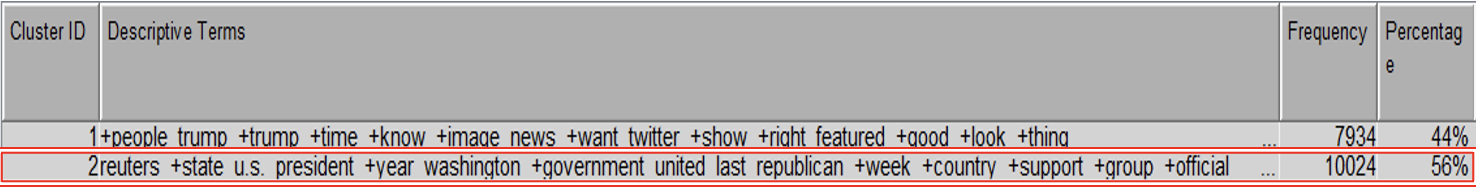 Cluster ID Descriptive Terms Frequency Percentag
e
1 +people trump +trump +time +know +image news +want twitter +show +right featured +good +look +thing ... 7934 44%
2 reuters +state u.s. president +year washington +government united last republican +week +country +support +group +official ... 10024 56%